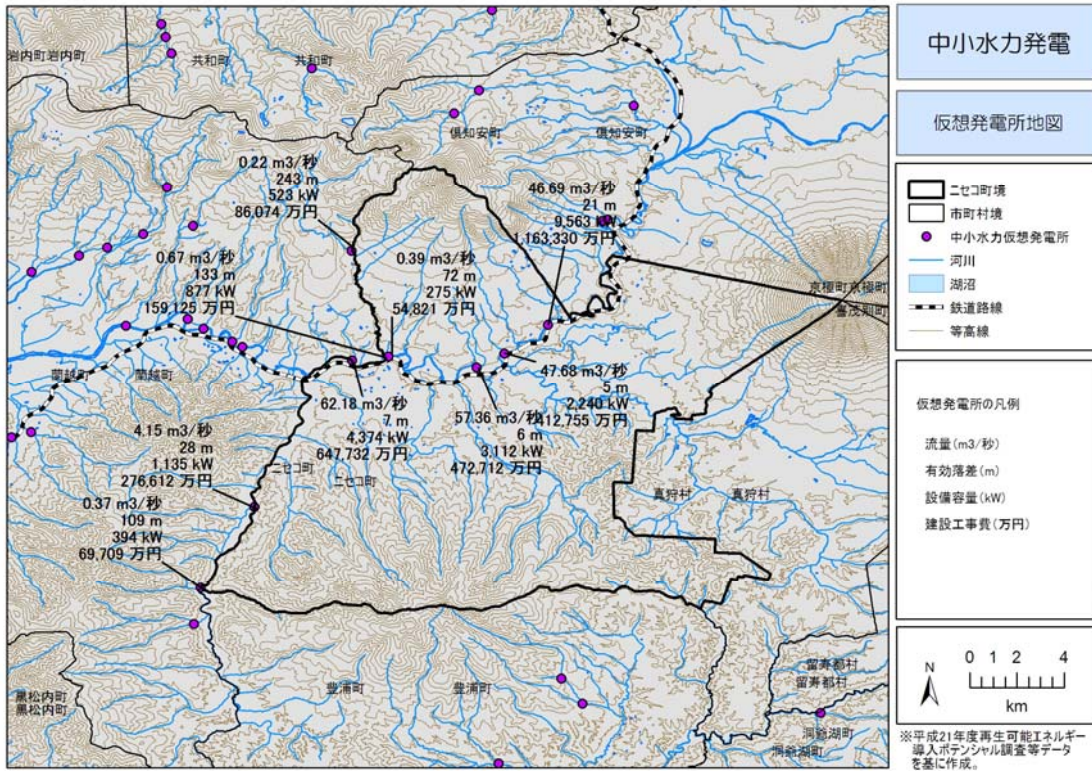 中小水力発電
仮想発電所地図
ニセコ町境
市町村境
中小水力仮想発電所
河川
湖沼
鉄道路線
等高線
仮想発電所の凡例
流量(m3/秒)
有効落差(m)
設備容量(kW)
建設工事費(万円)
N
0 1 2 4
km
※平成21年度再生可能エネルギー
導入ポテンシャル調査等データ
を基に作成。
岩内町岩内町
共和町
共和町
倶知安町
倶知安町
0.22 m3/秒
243 m
523 kW
86,074 万円
46.69 m3/秒
21 m
9,563 kW
1,163,330 万円
0.67 m3/秒
133 m
877 kW
159,125 万円
0.39 m3/秒
72 m
275 kW
54,821 万円
京極町京極町
喜茂別町
蘭越町
蘭越町
62.18 m3/秒
7 m
4,374 kW
647,732 万円
57.36 m3/秒
6 m
3,112 kW
472,712 万円
47.68 m3/秒
5 m
2,240 kW
412,755 万円
4.15 m3/秒
28 m
1,135 kW
276,612 万円
ニセコ町
ニセコ町
0.37 m3/秒
109 m
394 kW
69,709 万円
真狩村
真狩村
黒松内町
黒松内町
豊浦町
豊浦町
留寿都村
留寿都村
洞爺湖町
洞爺湖町